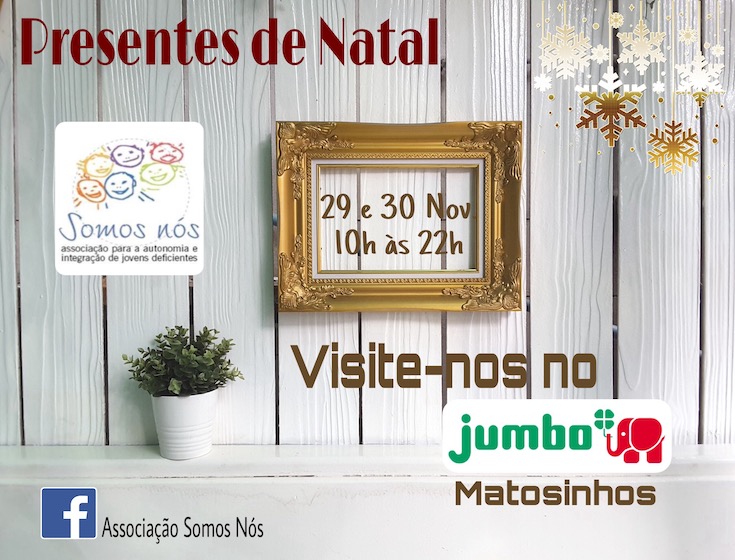 Presentes de Natal
Somos nós
associação para a autonomia e
integração de jovens deficientes
29 e 30 Nov
10h às 22h
Visite-nos no
jumbo
Matosinhos
f Associação Somos Nós